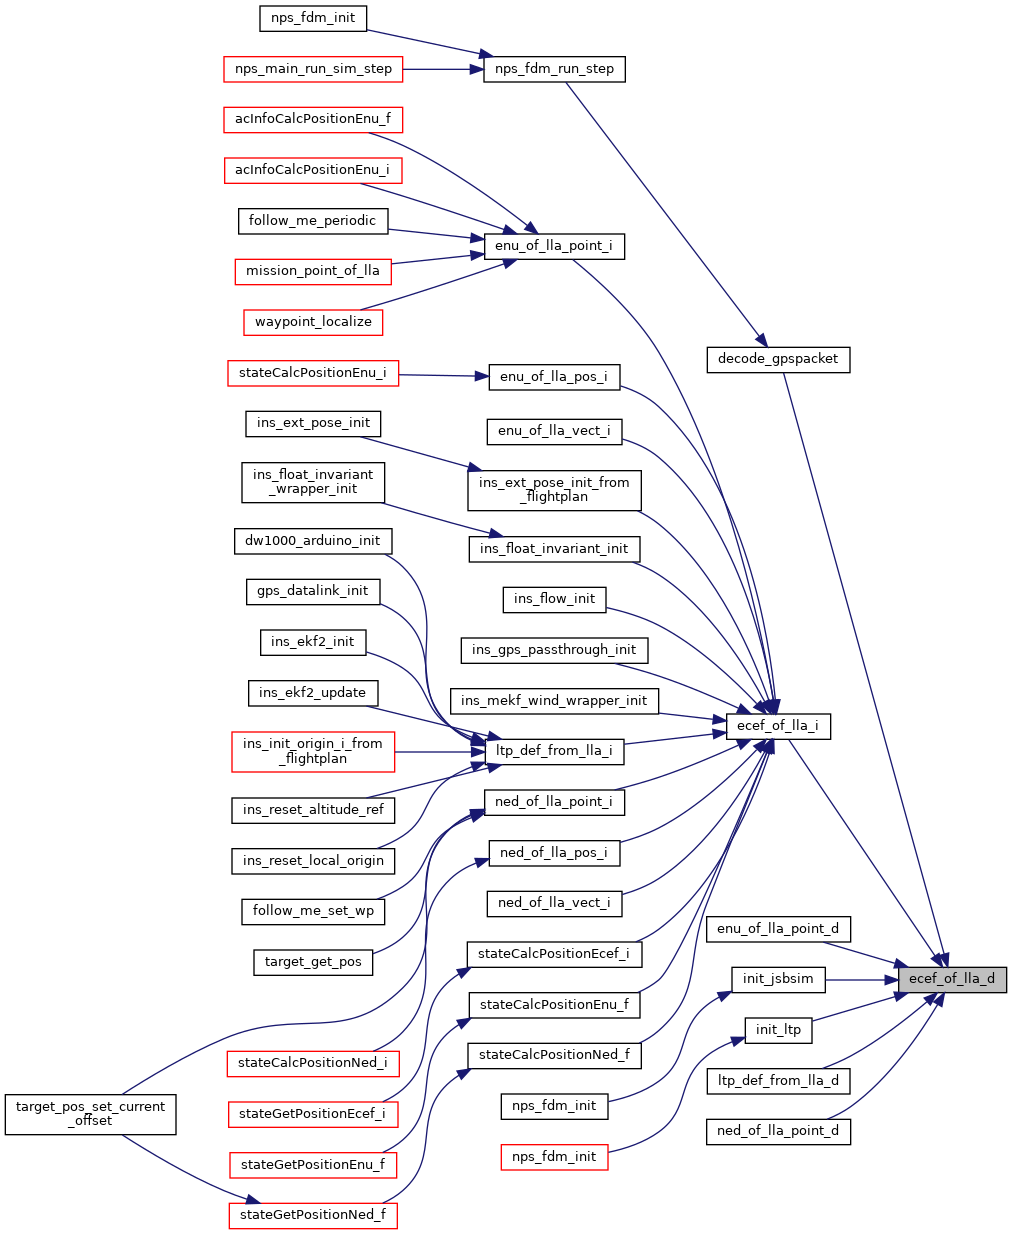 nps_fdm_init
nps_main_run_sim_step
nps_fdm_run_step
acInfoCalcPositionEnu_f
acInfoCalcPositionEnu_i
follow_me_periodic
enu_of_lla_point_i
mission_point_of_lla
waypoint_localize
decode_gpspacket
stateCalcPositionEnu_i
enu_of_lla_pos_i
ins_ext_pose_init
enu_of_lla_vect_i
ins_float_invariant
_wrapper_init
ins_ext_pose_init_from
_flightplan
dw1000_arduino_init
ins_float_invariant_init
gps_datalink_init
ins_flow_init
ins_ekf2_init
ins_gps_passthrough_init
ins_ekf2_update
ins_mekf_wind_wrapper_init
ecef_of_lla_i
ins_init_origin_i_from
_flightplan
ltp_def_from_lla_i
ins_reset_altitude_ref
ned_of_lla_point_i
ins_reset_local_origin
ned_of_lla_pos_i
follow_me_set_wp
ned_of_lla_vect_i
enu_of_lla_point_d
target_get_pos
stateCalcPositionEcef_i
init_jsbsim
ecef_of_lla_d
stateCalcPositionEnu_f
init_ltp
stateCalcPositionNed_i
stateCalcPositionNed_f
ltp_def_from_lla_d
target_pos_set_current
_offset
stateGetPositionEcef_i
nps_fdm_init
ned_of_lla_point_d
stateGetPositionEnu_f
nps_fdm_init
stateGetPositionNed_f